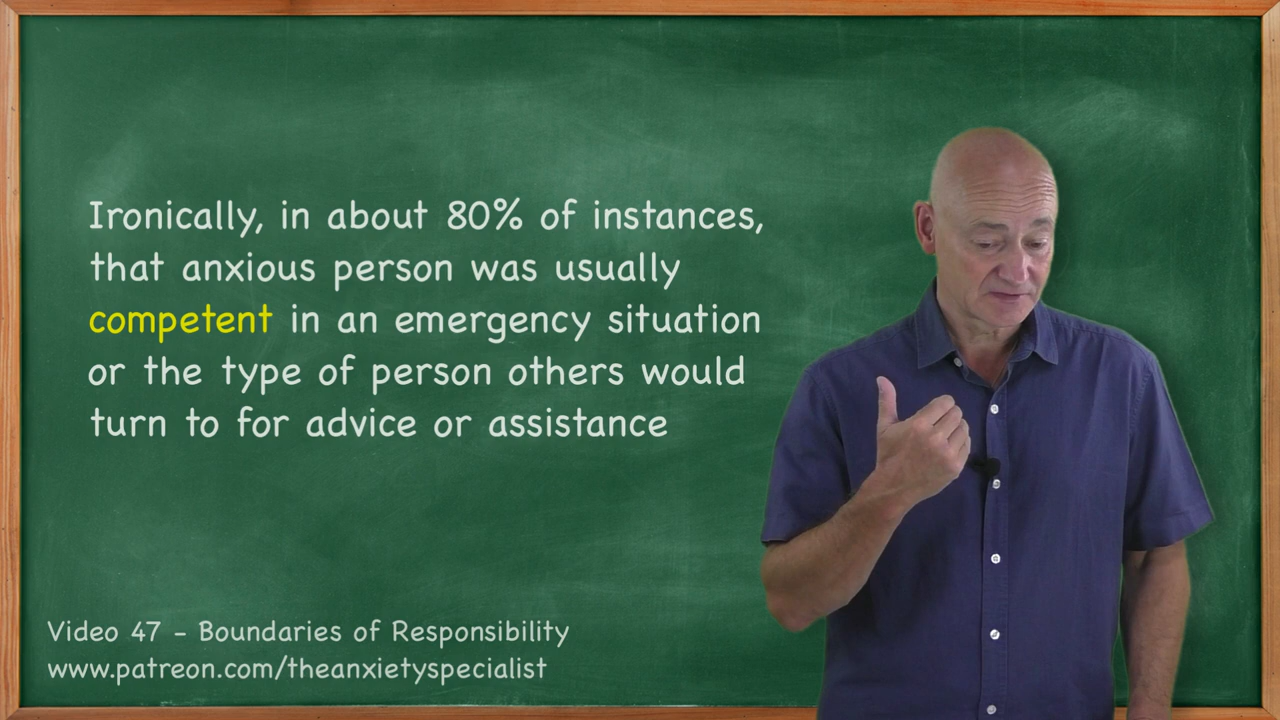 Ironically, in about 80% of instances,
that anxious person was usually
competent in an emergency situation
or the type of person others would
turn to for advice or assistance
Video 47 - Boundaries of Responsibility
www.patreon.com/theanxietyspecialist